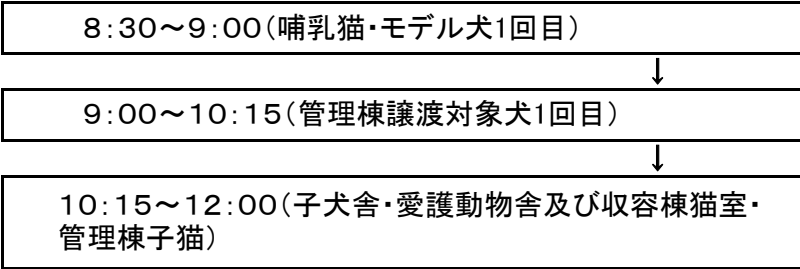 ８：３０～９：００（哺乳猫・モデル犬1回目）
↓
９：００～１０：１５（管理棟譲渡対象犬1回目）
↓
１０：１５～１２：００（子犬舎・愛護動物舎及び収容棟猫室・
管理棟子猫）